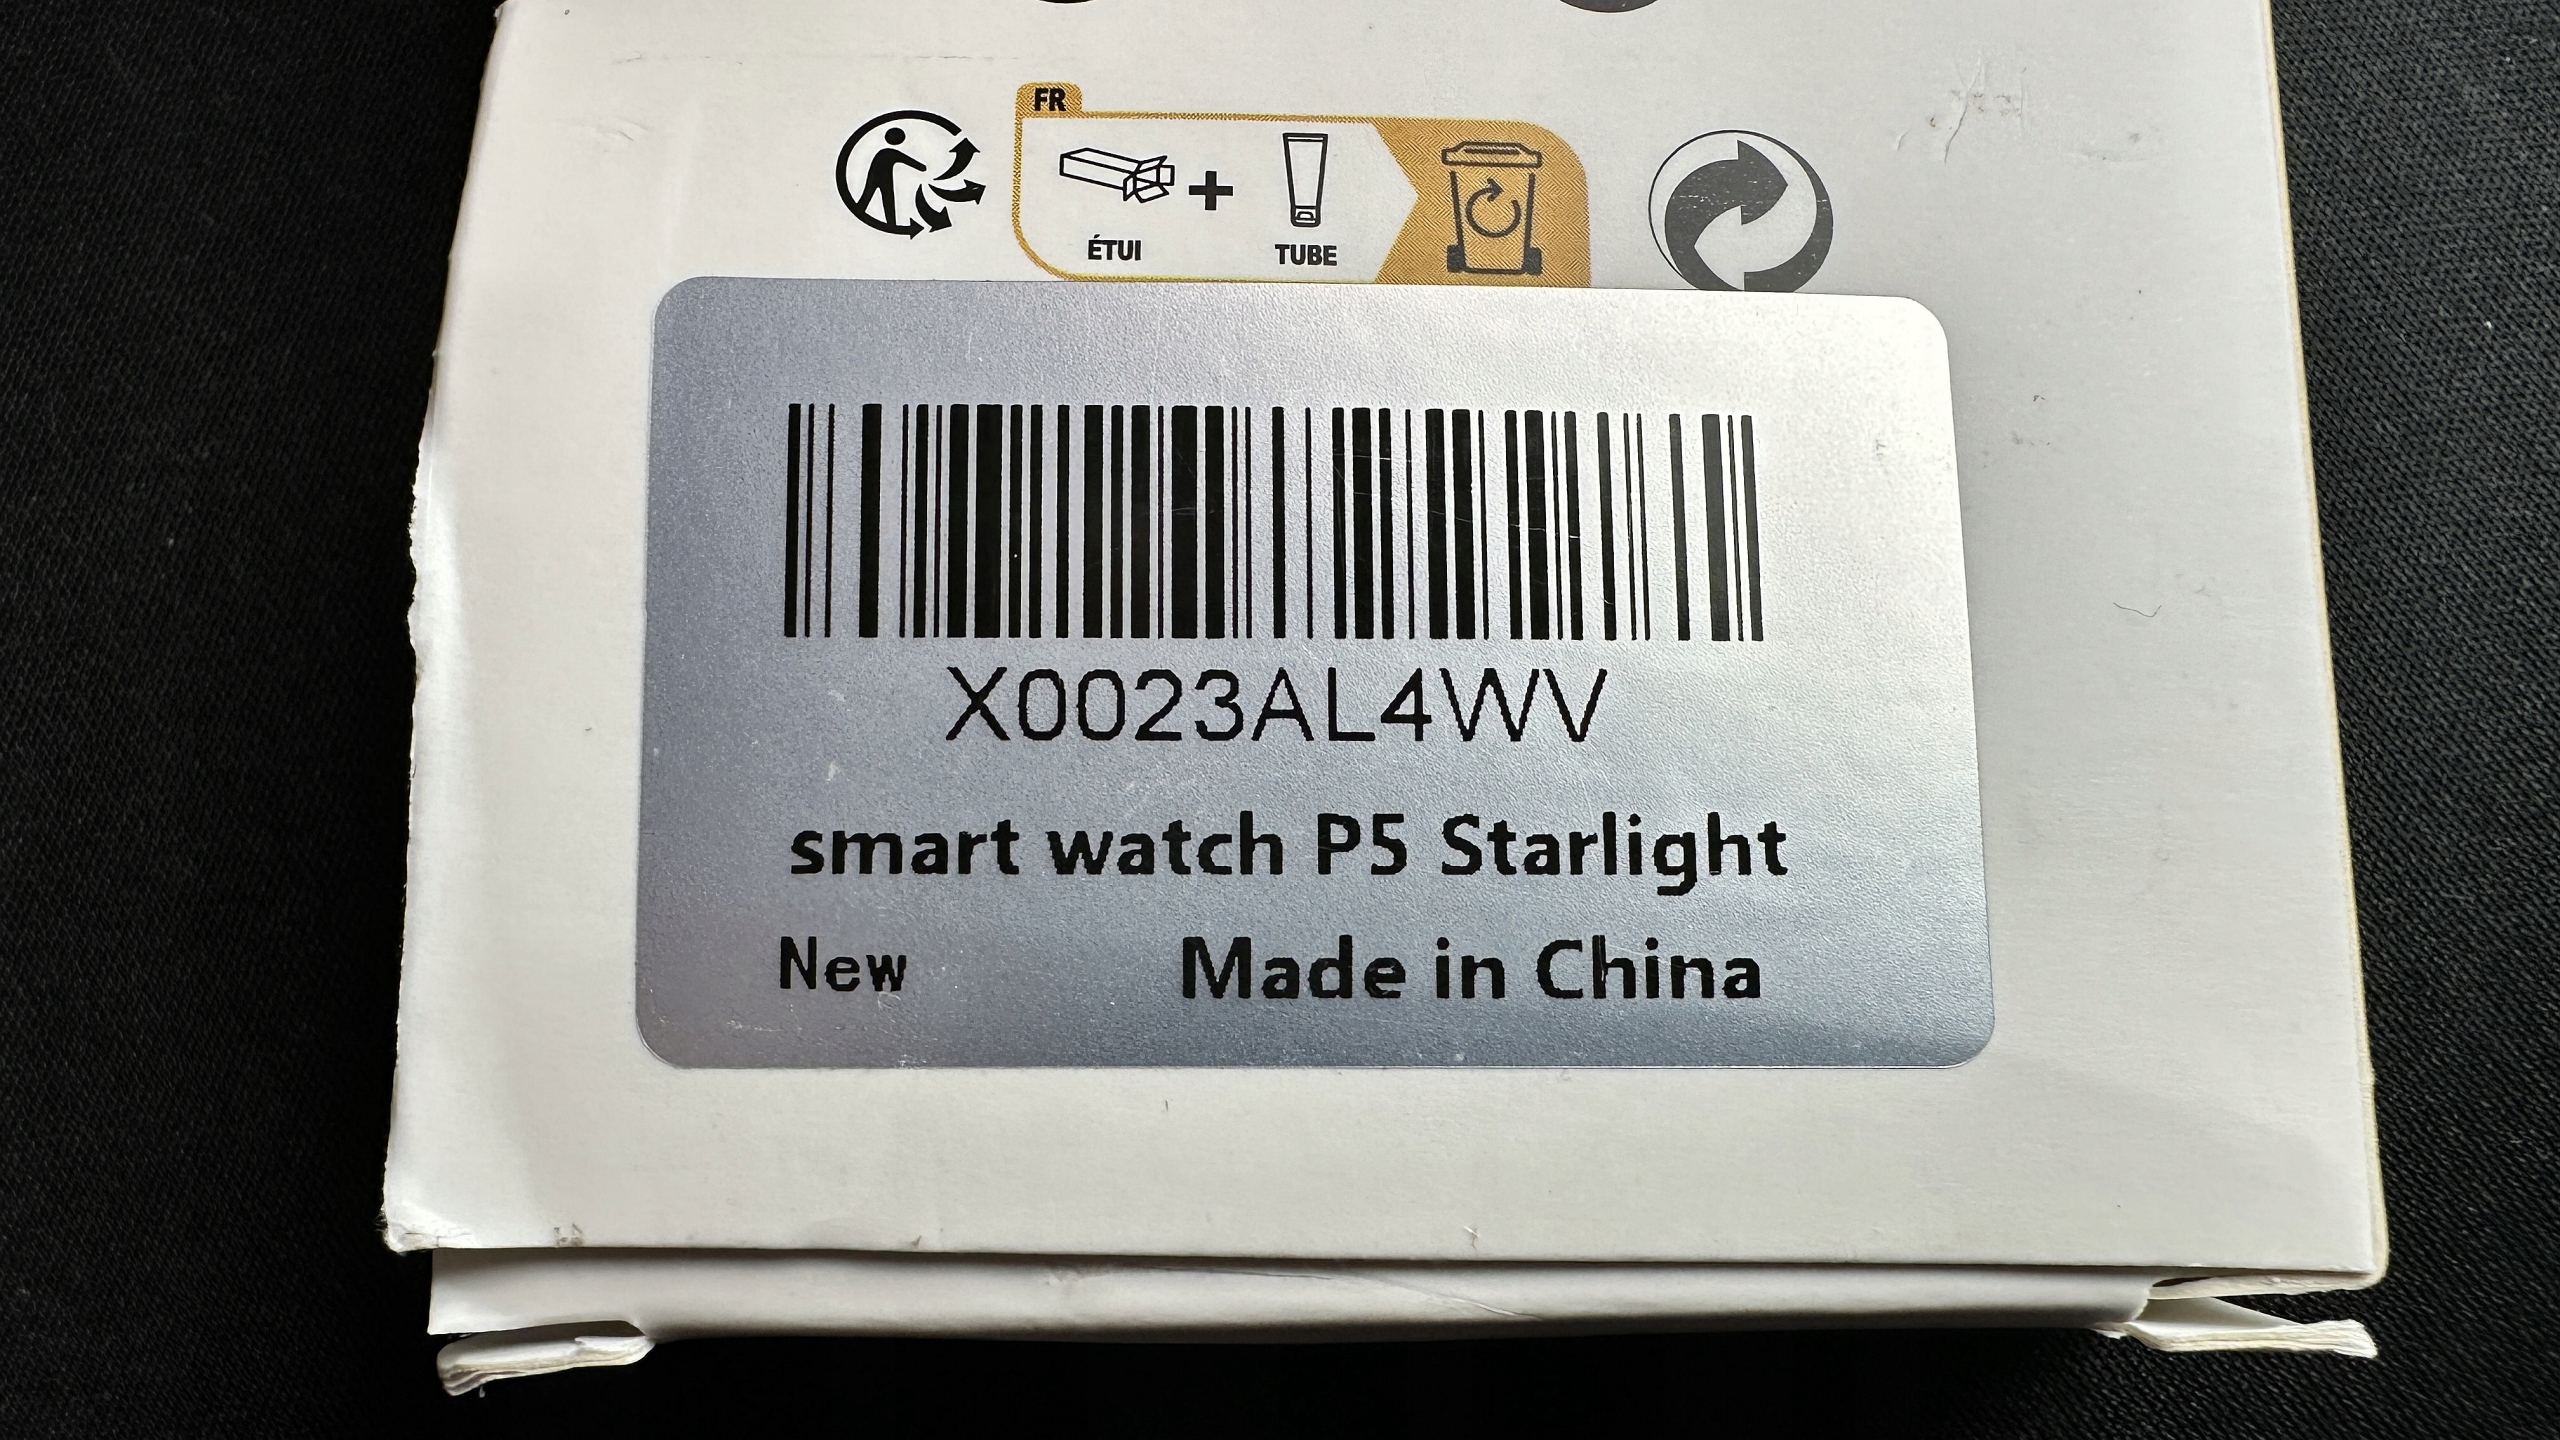 FR
ÉTUI + TUBE
X0023AL4WV
smart watch P5 Starlight
New Made in China